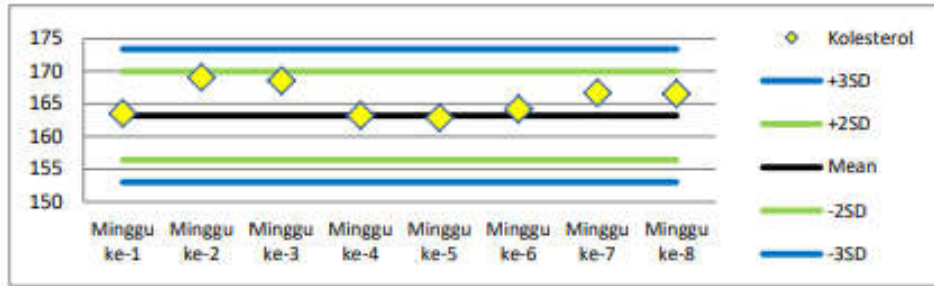 175
170
165
160
155
150
Minggu ke-1
Minggu ke-2
Minggu ke-3
Minggu ke-4
Minggu ke-5
Minggu ke-6
Minggu ke-7
Minggu ke-8
Kolesterol
+3SD
+2SD
Mean
-2SD
-3SD